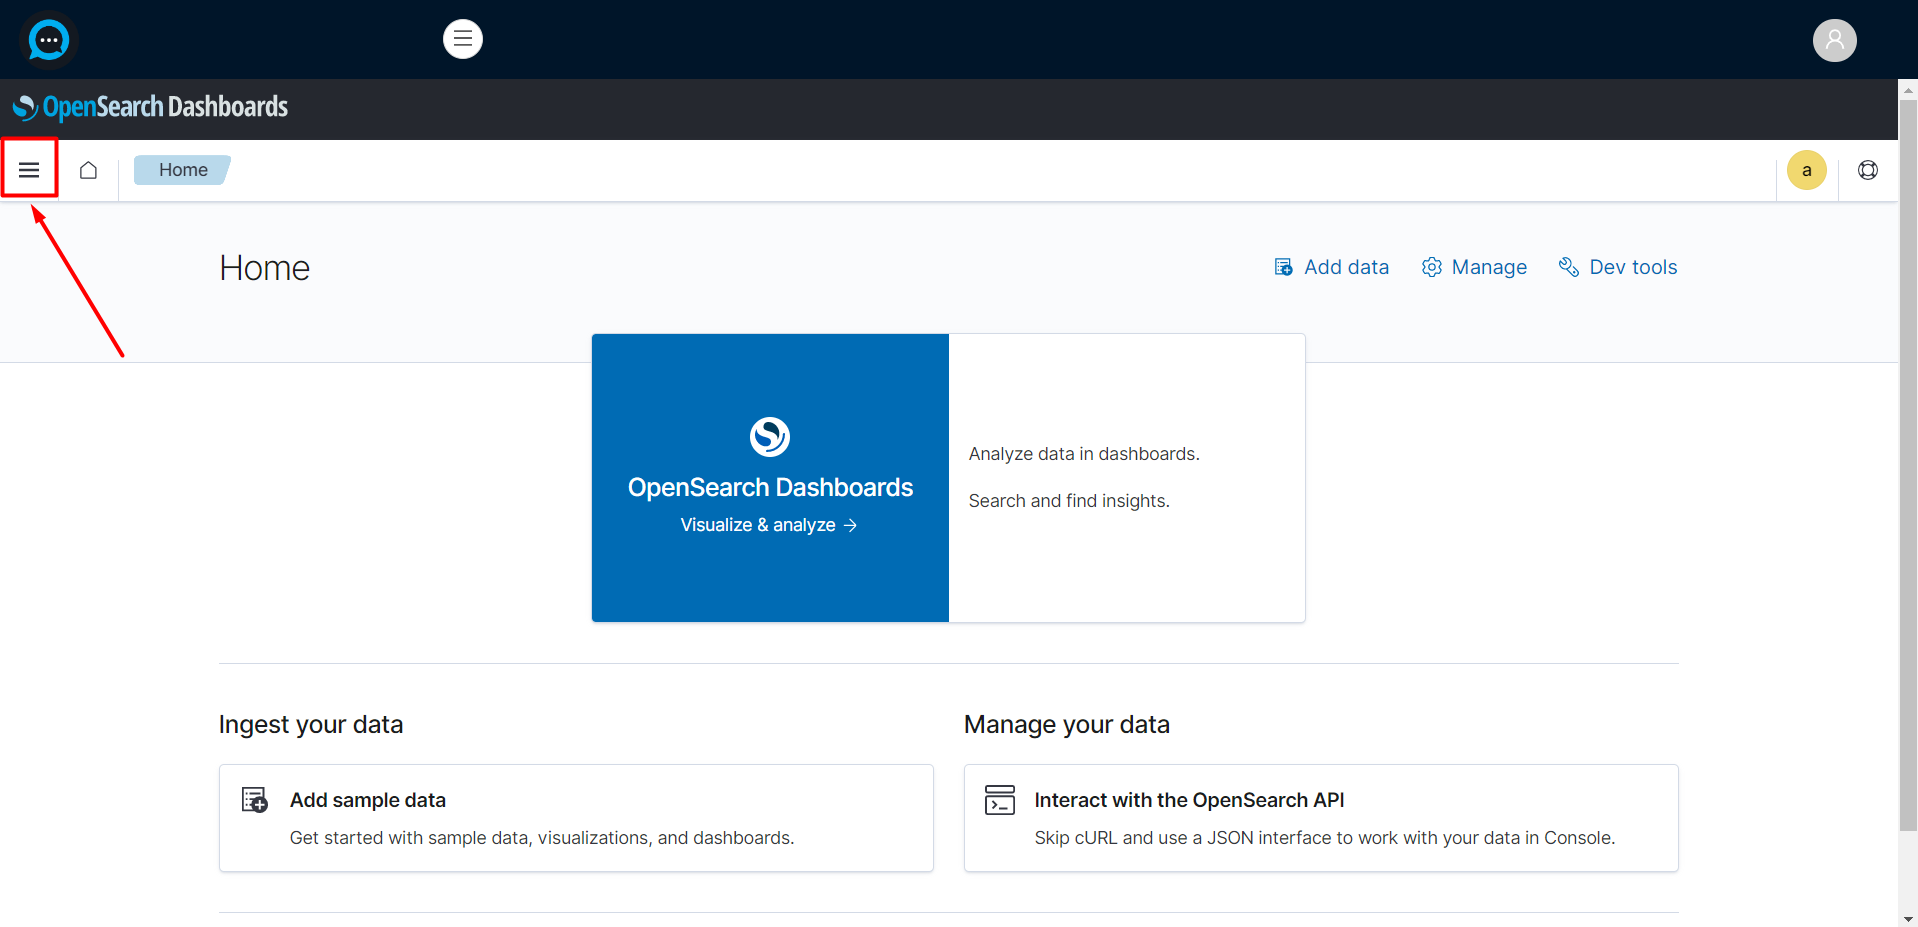 OpenSearch Dashboards
Home
a
Home
Add data
Manage
Dev tools
OpenSearch Dashboards
Visualize & analyze →
Analyze data in dashboards.
Search and find insights.
Ingest your data
Manage your data
Add sample data
Get started with sample data, visualizations, and dashboards.
Interact with the OpenSearch API
Skip cURL and use a JSON interface to work with your data in Console.